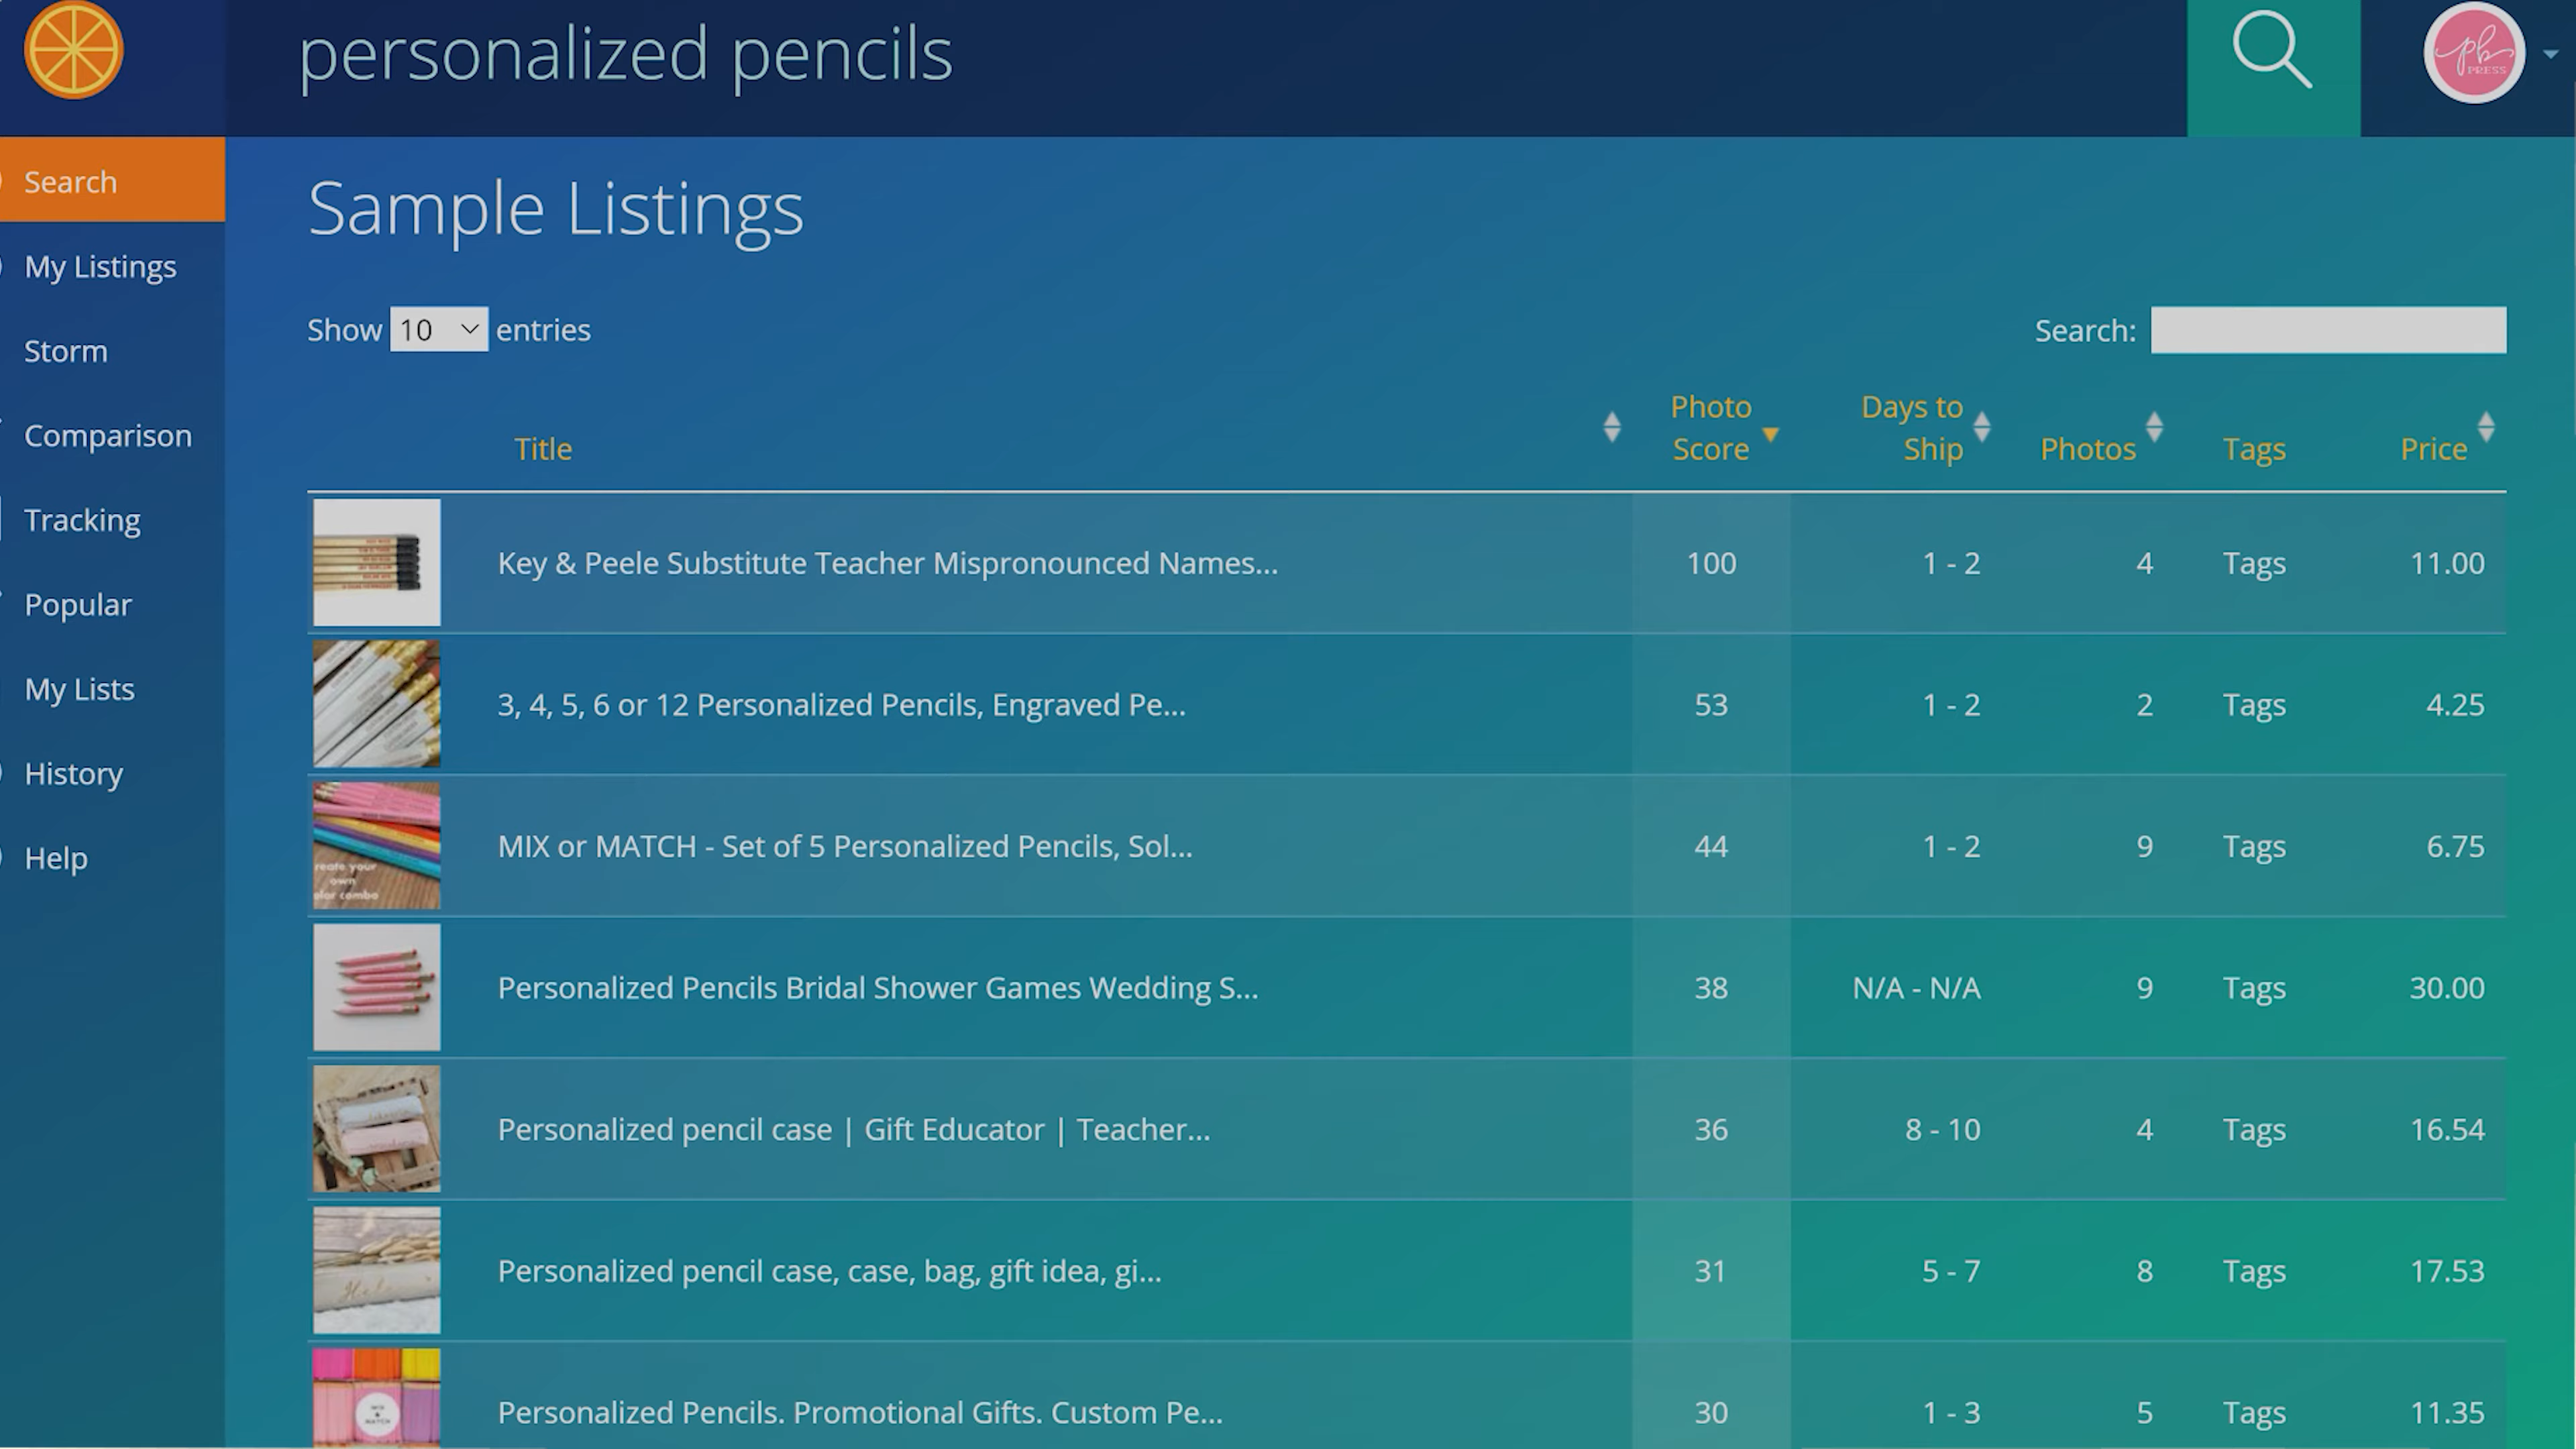 personalized pencils
PRESS
Search
My Listings
Storm
Comparison
Tracking
Popular
My Lists
History
Help
Sample Listings
Show 10 entries
Search:
Title Photo Score Days to Ship Photos Tags Price
Key & Peele Substitute Teacher Mispronounced Names... 100 1 - 2 4 Tags 11.00
3, 4, 5, 6 or 12 Personalized Pencils, Engraved Pe... 53 1 - 2 2 Tags 4.25
MIX or MATCH - Set of 5 Personalized Pencils, Sol... 44 1 - 2 9 Tags 6.75
reate your
own
olor combo
Personalized Pencils Bridal Shower Games Wedding S... 38 N/A - N/A 9 Tags 30.00
Personalized pencil case | Gift Educator | Teacher... 36 8 - 10 4 Tags 16.54
Personalized pencil case, case, bag, gift idea, gi... 31 5 - 7 8 Tags 17.53
Personalized Pencils. Promotional Gifts. Custom Pe... 30 1 - 3 5 Tags 11.35